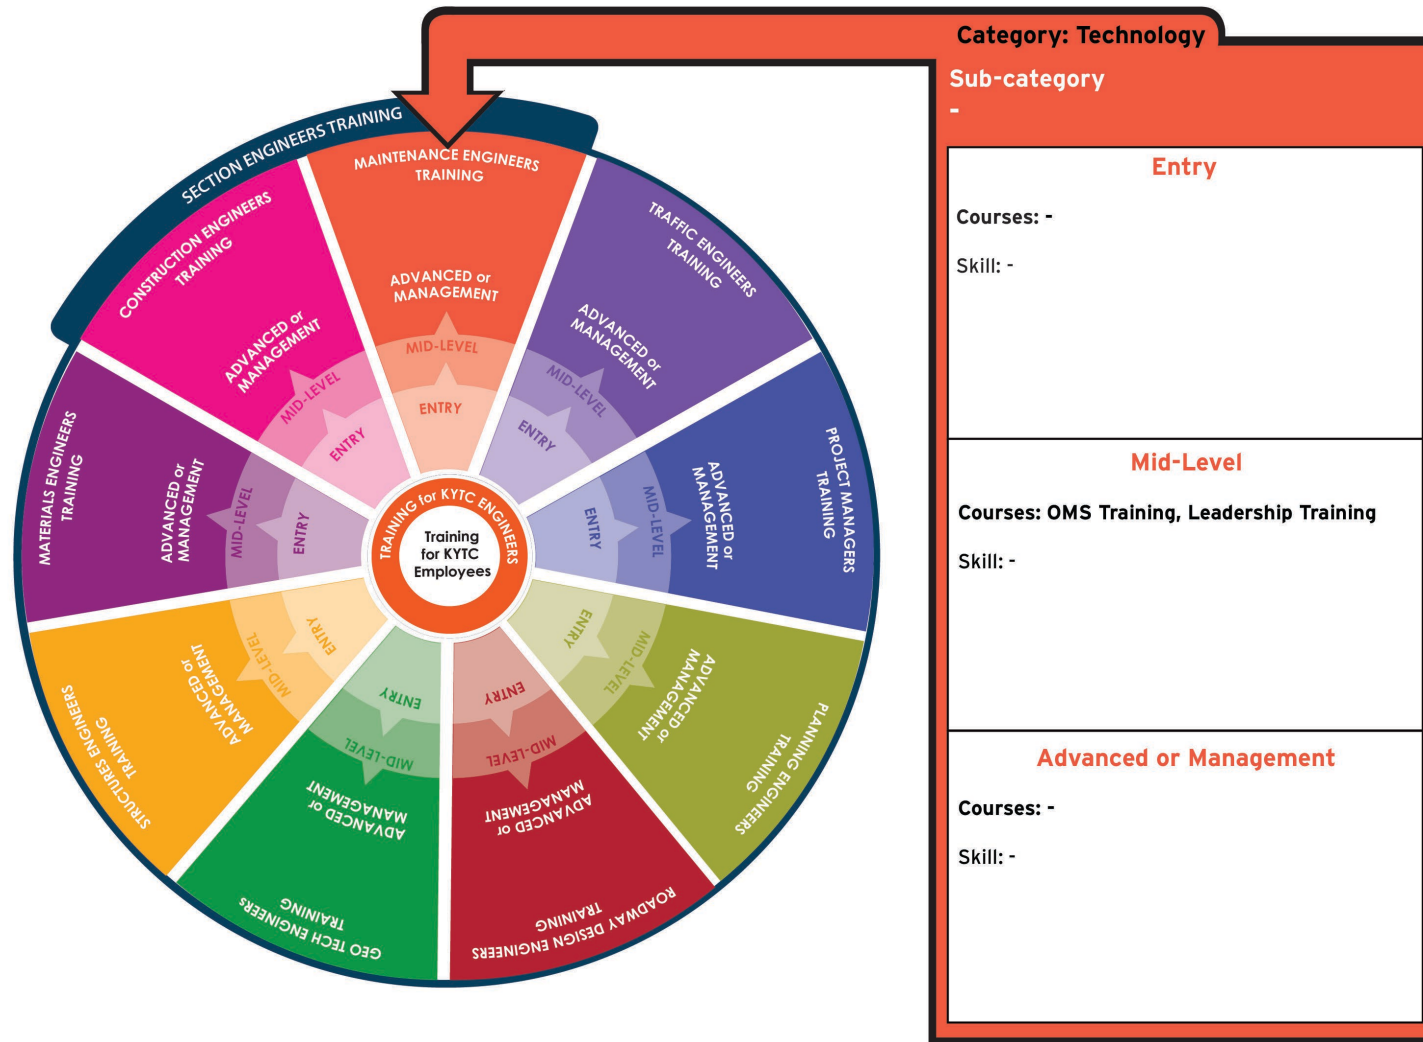 Category: Technology
Sub-category
-
Entry
Courses: -
Skill: -
Mid-Level
Courses: OMS Training, Leadership Training
Skill: -
Advanced or Management
Courses: -
Skill: -
SECTION ENGINEERS TRAINING
MAINTENANCE ENGINEERS
TRAINING
ADVANCED or
MANAGEMENT
MID-LEVEL
ENTRY
TRAFFIC ENGINEERS
TRAINING
ADVANCED or
MANAGEMENT
MID-LEVEL
ENTRY
PROJECT MANAGERS
TRAINING
ADVANCED or
MANAGEMENT
MID-LEVEL
ENTRY
PLANNING ENGINEERS
TRAINING
ADVANCED or
MANAGEMENT
MID-LEVEL
ENTRY
ROADWAY DESIGN ENGINEERS
TRAINING
ADVANCED or
MANAGEMENT
MID-LEVEL
ENTRY
GEO TECH ENGINEERs
TRAINING
ADVANCED or
MANAGEMENT
MID-LEVEL
ENTRY
STRUCTURES ENGINEERS
TRAINING
ADVANCED or
MANAGEMENT
MID-LEVEL
ENTRY
MATERIALS ENGINEERS
TRAINING
ADVANCED or
MANAGEMENT
MID-LEVEL
ENTRY
CONSTRUCTION ENGINEERS
TRAINING
ADVANCED or
MANAGEMENT
MID-LEVEL
ENTRY
TRAINING for KYTC ENGINEERS
Training
for KYTC
Employees